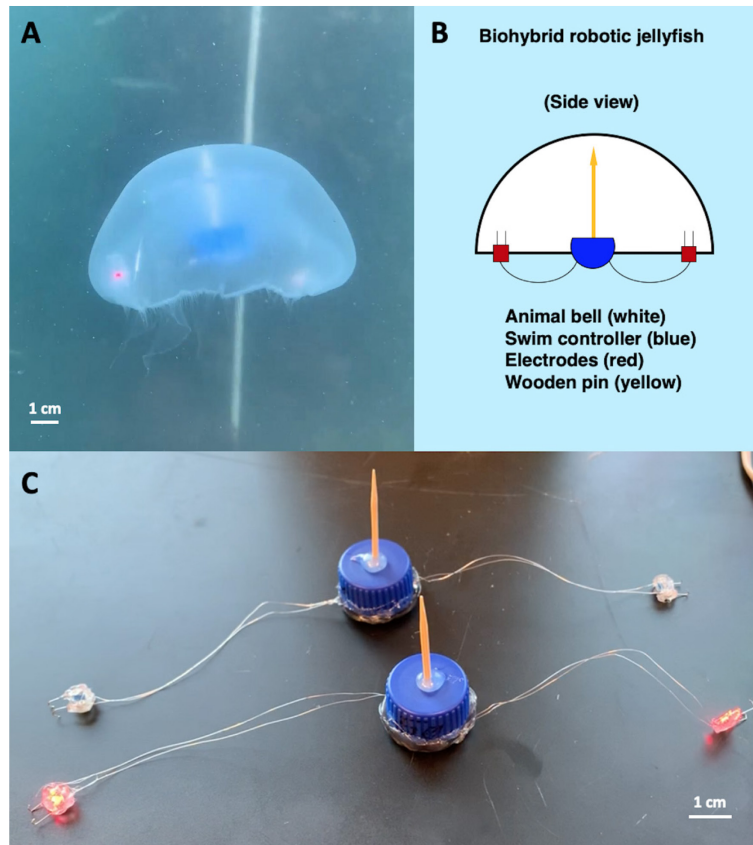 A
1 cm
B
Biohybrid robotic jellyfish
(Side view)
Animal bell (white)
Swim controller (blue)
Electrodes (red)
Wooden pin (yellow)
C
1 cm